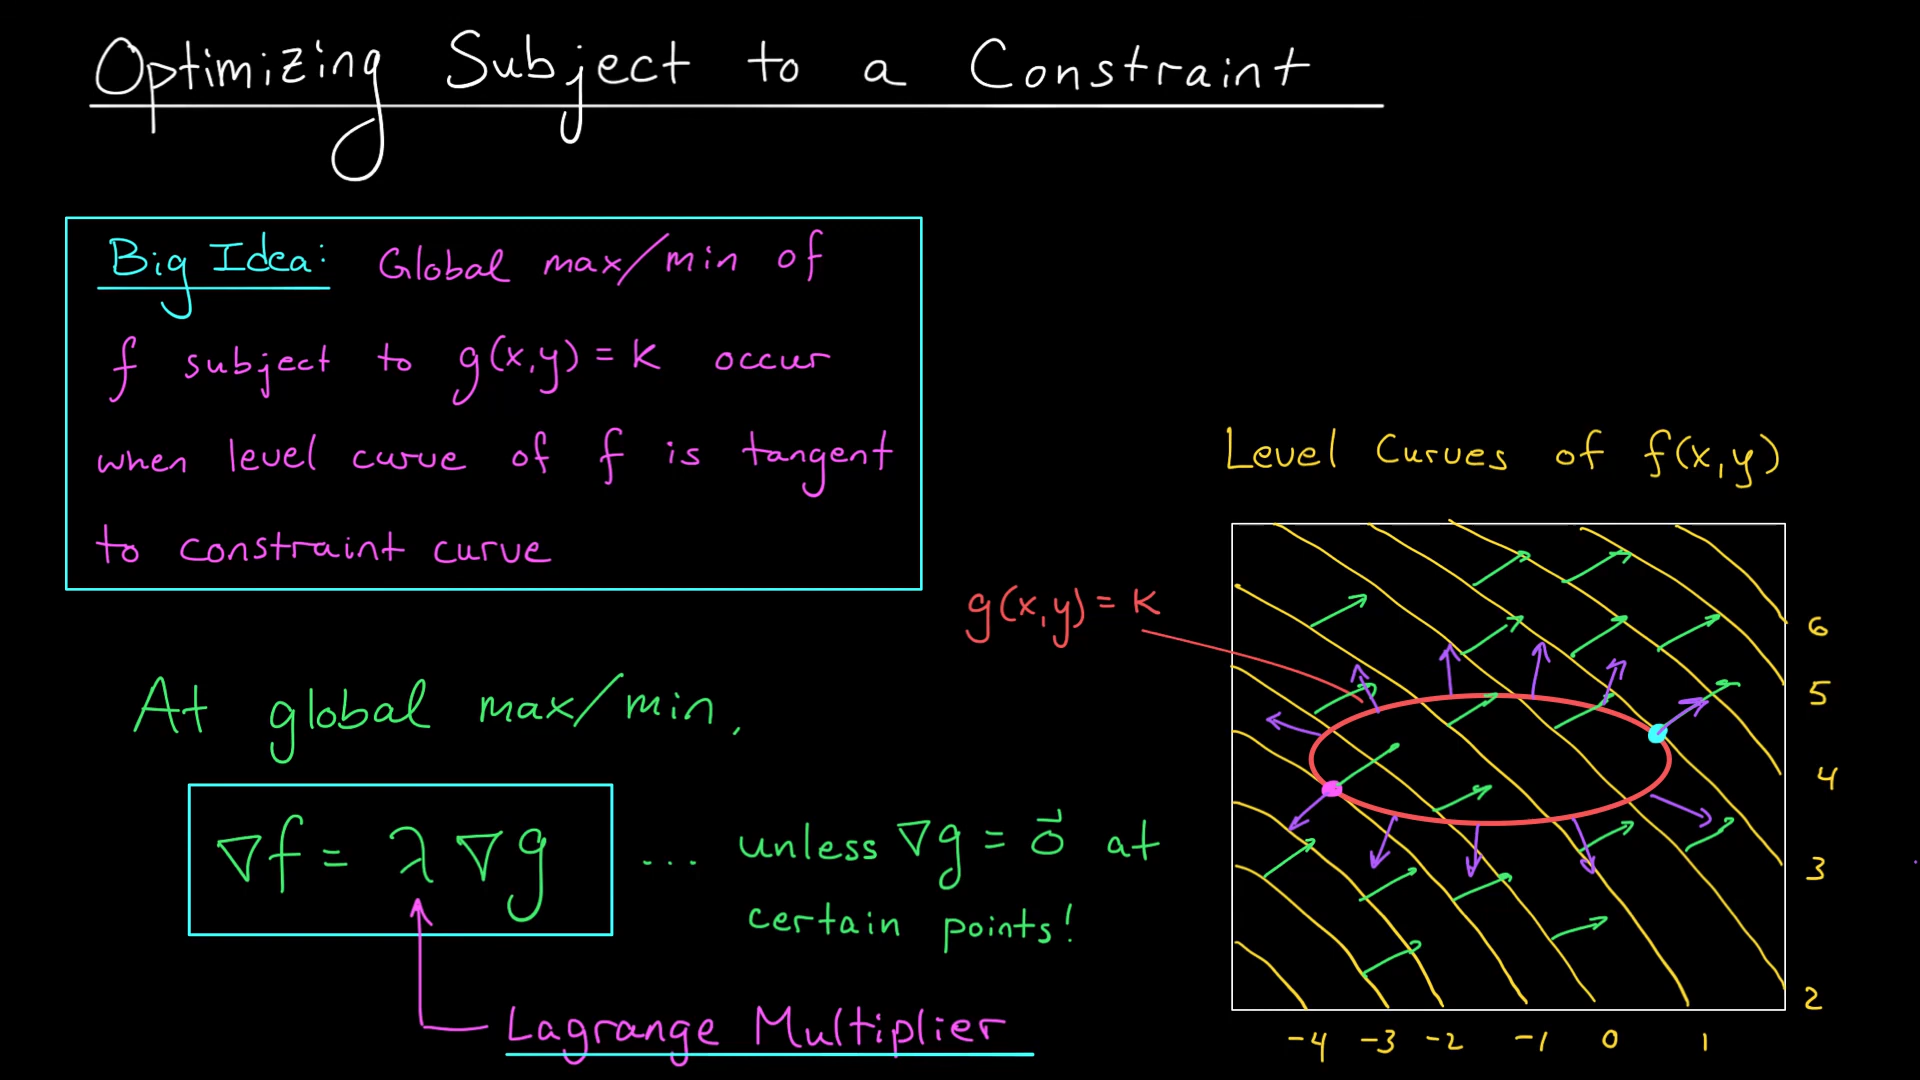 Optimizing Subject to a Constraint
Big Idea: Global max/min of
f subject to g(x,y) = K occur
when level curve of f is tangent
to constraint curve
At global max/min,
∇f = λ∇g ... unless ∇g = 0⃗ at
certain points!
Lagrange Multiplier
Level Curves of f(x,y)
g(x,y) = K
6
5
4
3
2
-4 -3 -2 -1 0 1